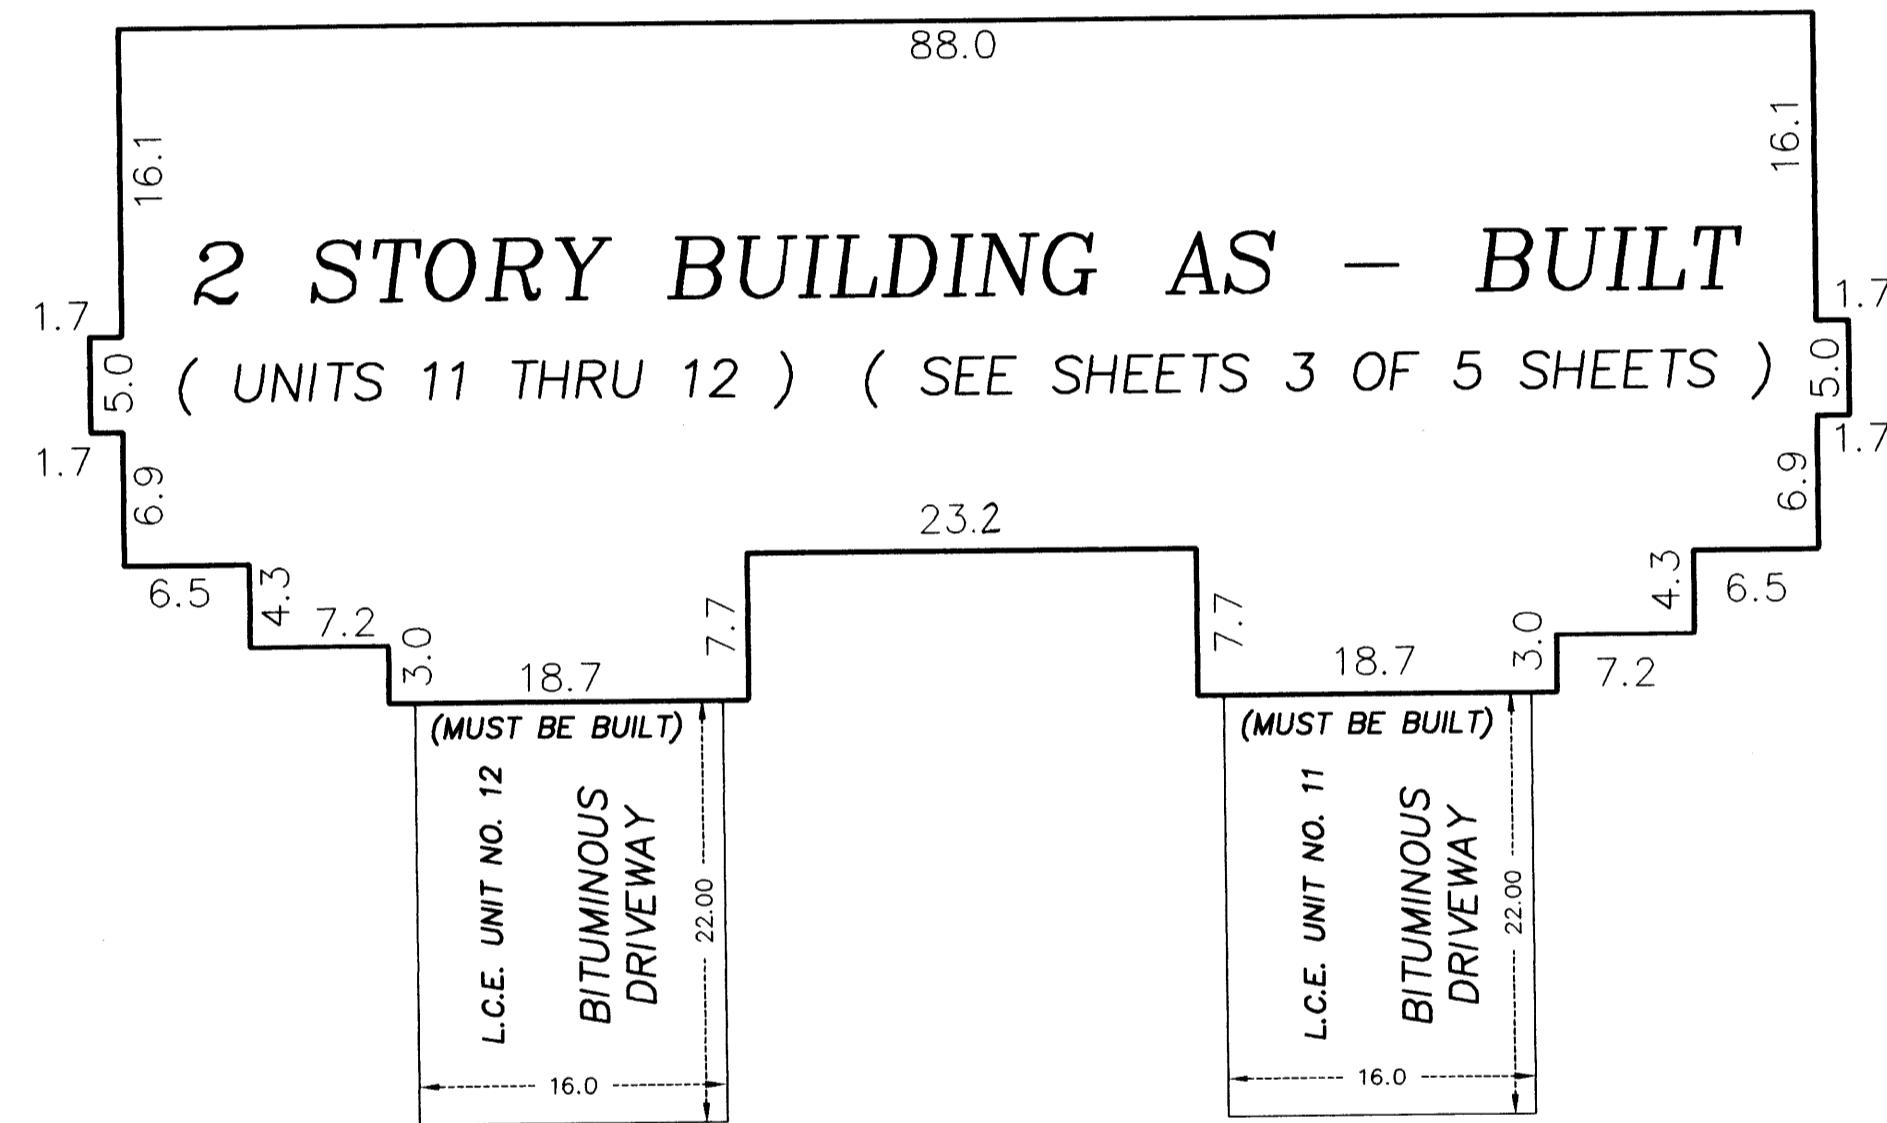 88.0
16.1
16.1
2 STORY BUILDING AS - BUILT
1.7
1.7
5.0
( UNITS 11 THRU 12 ) ( SEE SHEETS 3 OF 5 SHEETS )
5.0
1.7
1.7
6.9
6.9
23.2
6.5
4.3
7.2
3.0
18.7
7.7
7.7
18.7
3.0
7.2
4.3
6.5
(MUST BE BUILT)
L.C.E. UNIT NO. 12
BITUMINOUS
DRIVEWAY
22.00
16.0
(MUST BE BUILT)
L.C.E. UNIT NO. 11
BITUMINOUS
DRIVEWAY
22.00
16.0